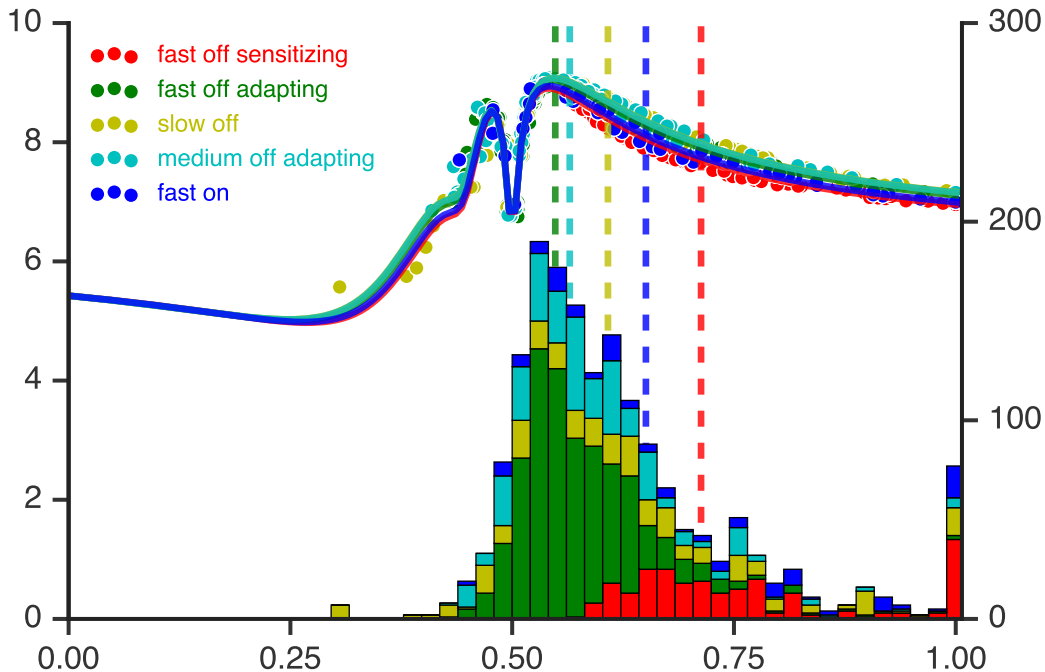 10
300
fast off sensitizing
fast off adapting
slow off
medium off adapting
fast on
8
200
6
4
100
2
0
0
0.00 0.25 0.50 0.75 1.00